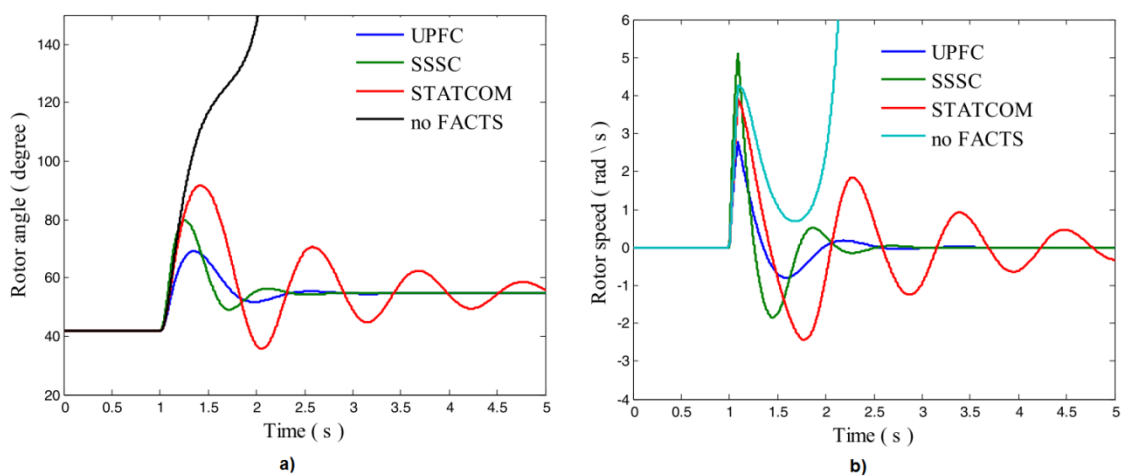 140
120
100
80
60
40
20
0
0.5
1
1.5
2
2.5
3
3.5
4
4.5
5
Rotor angle ( degree )
Time ( s )
UPFC
SSSC
STATCOM
no FACTS
a)
6
5
4
3
2
1
0
-1
-2
-3
-4
0
0.5
1
1.5
2
2.5
3
3.5
4
4.5
5
Rotor speed ( rad \ s )
Time ( s )
UPFC
SSSC
STATCOM
no FACTS
b)